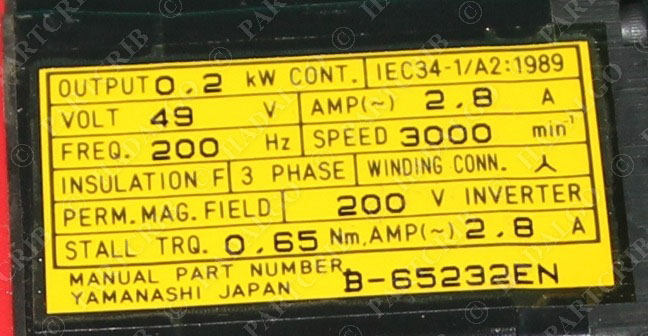 OUTPUT 0.2 kW CONT. IEC34-1/A2:1989
VOLT 49 V AMP(~) 2.8 A
FREQ. 200 Hz SPEED 3000 min⁻¹
INSULATION F 3 PHASE WINDING CONN. 人
PERM.MAG.FIELD 200 V INVERTER
STALL TRQ. 0.65 Nm,AMP(~) 2.8 A
MANUAL PART NUMBER B-65232EN
YAMANASHI JAPAN